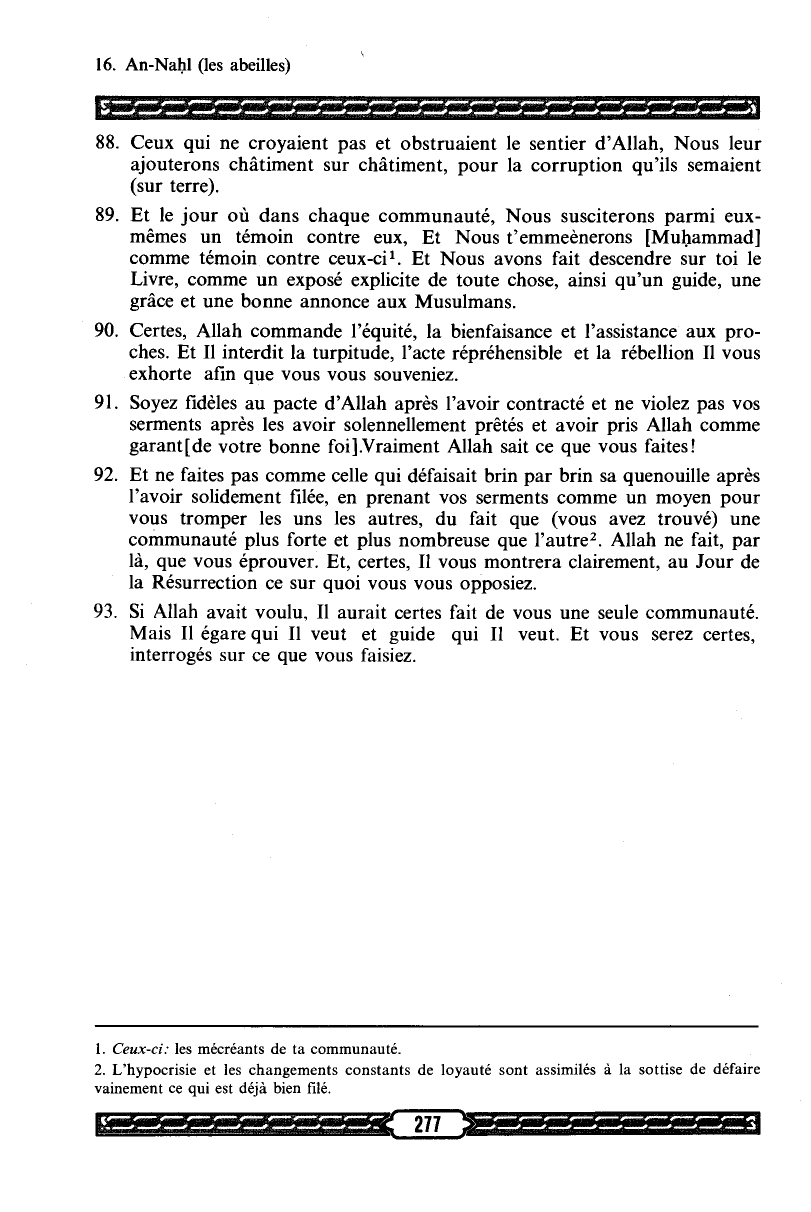 16. An-Naḥl (les abeilles)
88. Ceux qui ne croyaient pas et obstruaient le sentier d'Allah, Nous leur
ajouterons châtiment sur châtiment, pour la corruption qu'ils semaient
(sur terre).
89. Et le jour où dans chaque communauté, Nous susciterons parmi eux-
mêmes un témoin contre eux, Et Nous t'emmeènerons [Muḥammad]
comme témoin contre ceux-ci¹. Et Nous avons fait descendre sur toi le
Livre, comme un exposé explicite de toute chose, ainsi qu'un guide, une
grâce et une bonne annonce aux Musulmans.
90. Certes, Allah commande l'équité, la bienfaisance et l'assistance aux pro-
ches. Et Il interdit la turpitude, l'acte répréhensible et la rébellion Il vous
exhorte afin que vous vous souveniez.
91. Soyez fidèles au pacte d'Allah après l'avoir contracté et ne violez pas vos
serments après les avoir solennellement prêtés et avoir pris Allah comme
garant[de votre bonne foi].Vraiment Allah sait ce que vous faites!
92. Et ne faites pas comme celle qui défaisait brin par brin sa quenouille après
l'avoir solidement filée, en prenant vos serments comme un moyen pour
vous tromper les uns les autres, du fait que (vous avez trouvé) une
communauté plus forte et plus nombreuse que l'autre². Allah ne fait, par
là, que vous éprouver. Et, certes, Il vous montrera clairement, au Jour de
la Résurrection ce sur quoi vous vous opposiez.
93. Si Allah avait voulu, Il aurait certes fait de vous une seule communauté.
Mais Il égare qui Il veut et guide qui Il veut. Et vous serez certes,
interrogés sur ce que vous faisiez.
1. Ceux-ci: les mécréants de ta communauté.
2. L'hypocrisie et les changements constants de loyauté sont assimilés à la sottise de défaire
vainement ce qui est déjà bien filé.
277